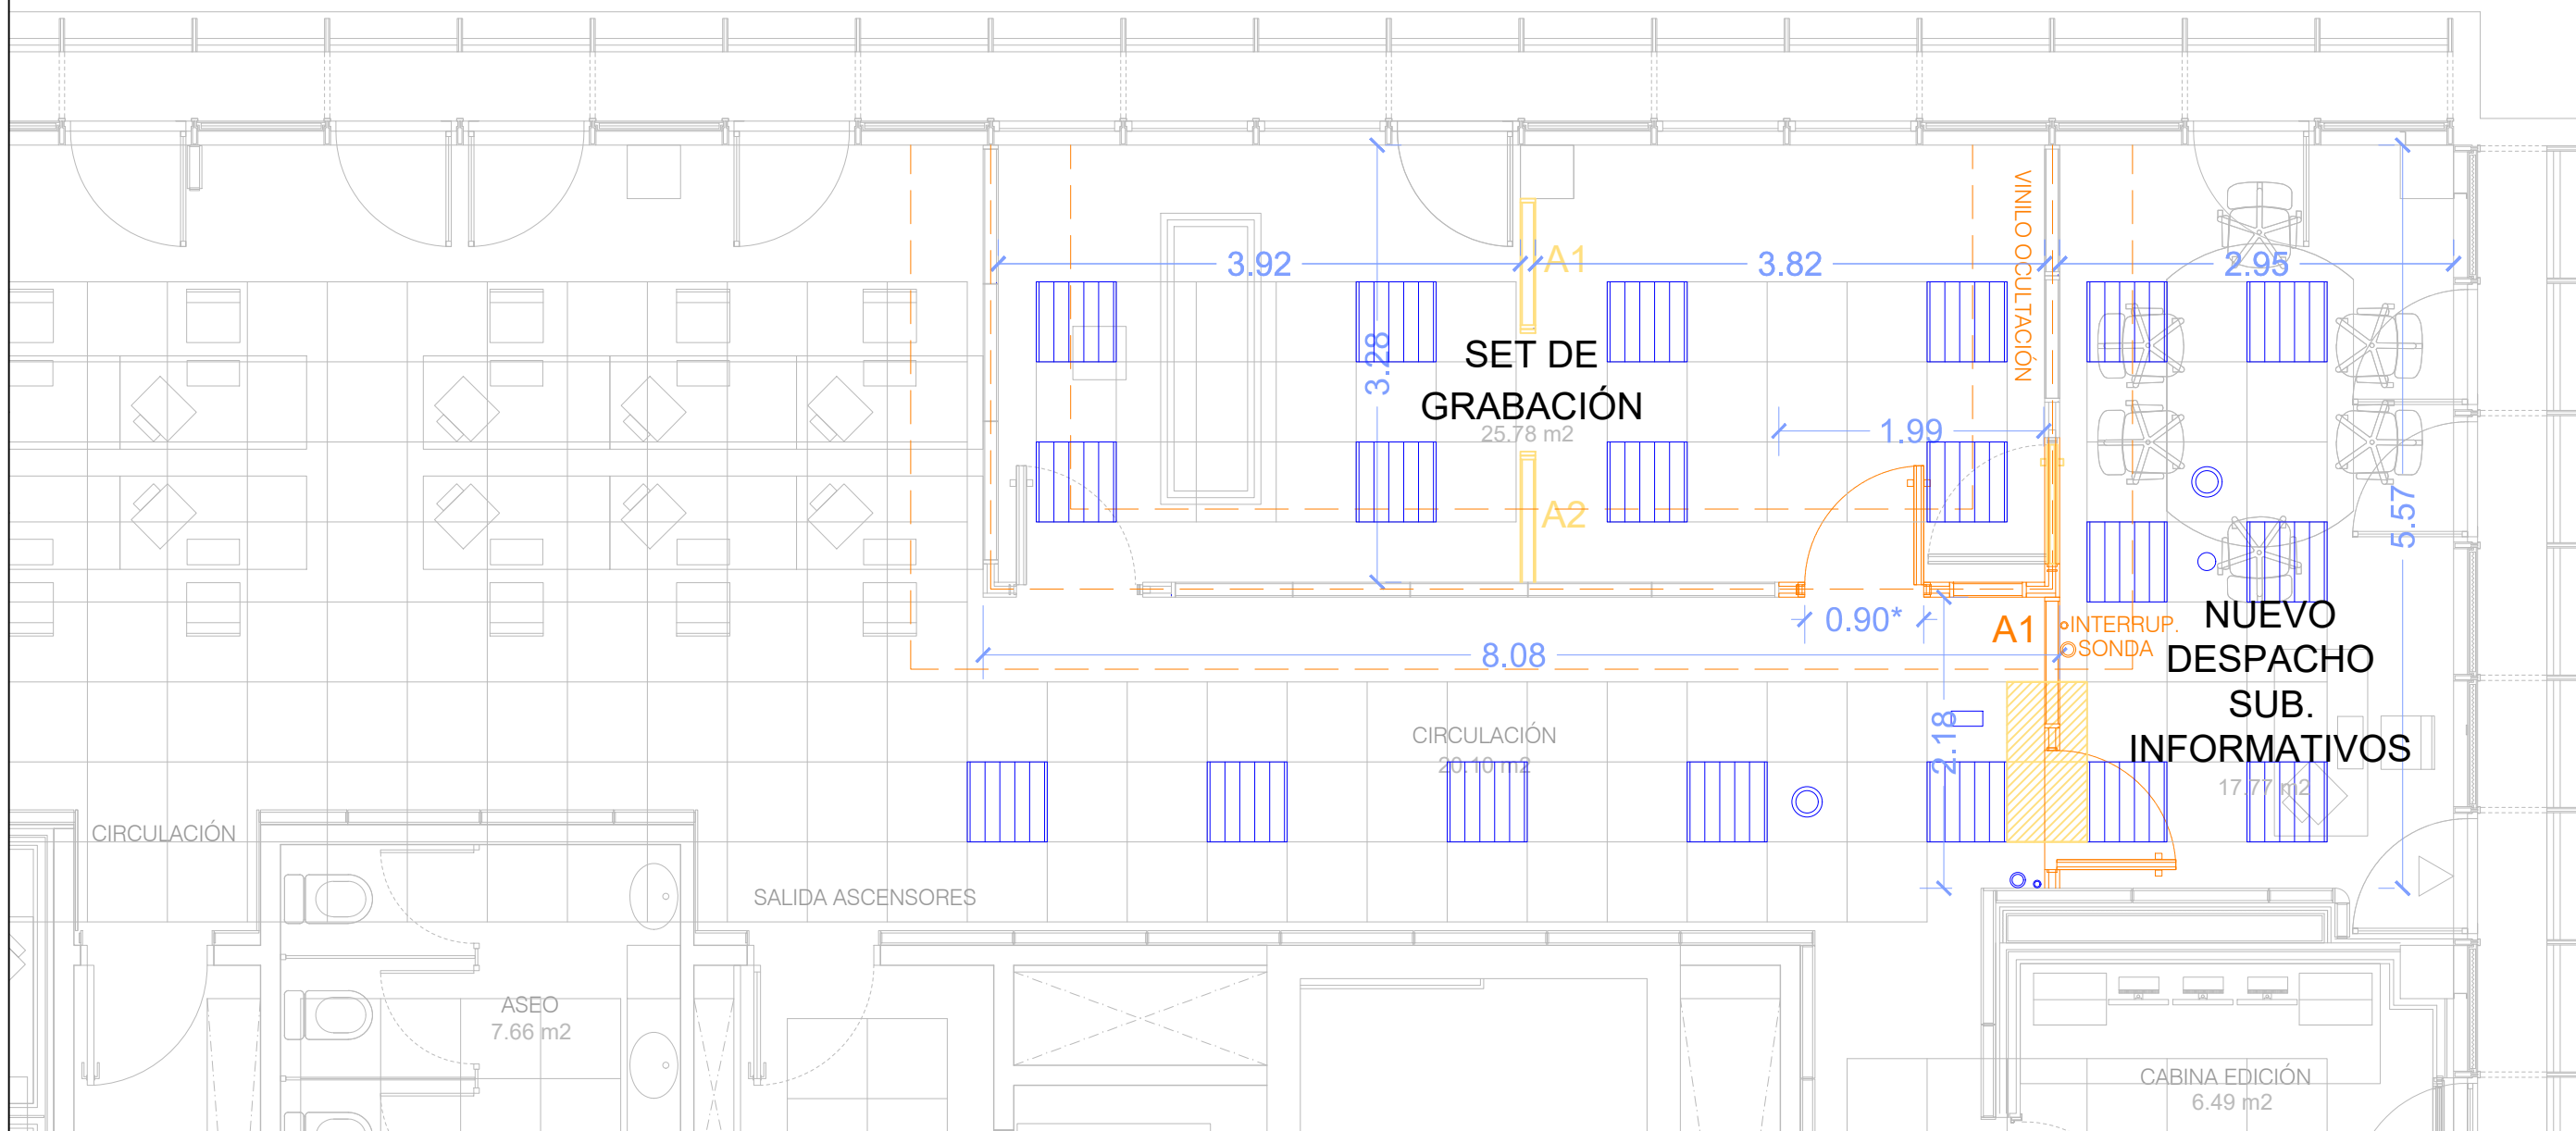 VINILO OCULTACIÓN
3.92
A1
3.82
2.95
3.28
SET DE
GRABACIÓN
25.78 m2
1.99
A2
5.57
0.90*
A1
INTERRUP.
SONDA
8.08
NUEVO
DESPACHO
SUB.
INFORMATIVOS
17.77 m2
2.18
CIRCULACIÓN
20.10 m2
CIRCULACIÓN
SALIDA ASCENSORES
ASEO
7.66 m2
CABINA EDICIÓN
6.49 m2